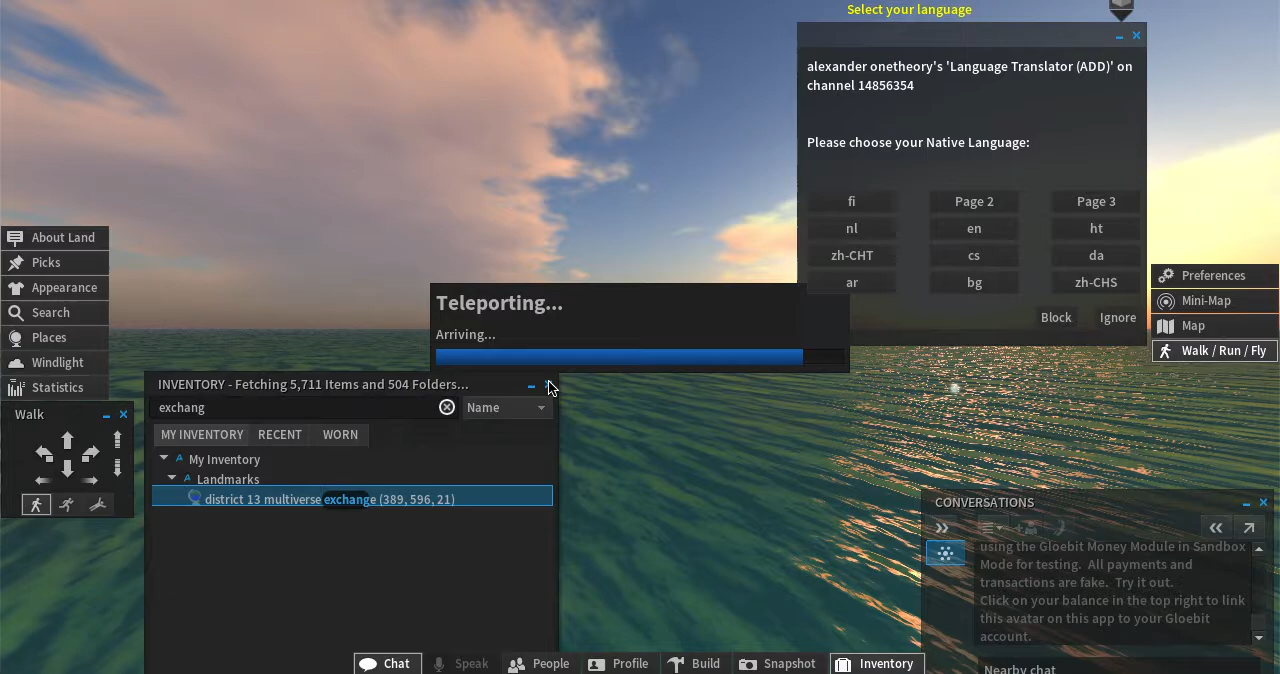 Select your language
alexander onetheory's 'Language Translator (ADD)' on
channel 14856354
Please choose your Native Language:
fi
Page 2
Page 3
nl
en
ht
zh-CHT
cs
da
ar
bg
zh-CHS
Block
Ignore
About Land
Picks
Appearance
Search
Places
Windlight
Statistics
Preferences
Mini-Map
Map
Walk / Run / Fly
Teleporting...
Arriving...
INVENTORY - Fetching 5,711 Items and 504 Folders...
exchang
Name
MY INVENTORY
RECENT
WORN
My Inventory
Landmarks
district 13 multiverse exchange (389, 596, 21)
Walk
CONVERSATIONS
using the Gloebit Money Module in Sandbox
Mode for testing. All payments and
transactions are fake. Try it out.
Click on your balance in the top right to link
this avatar on this app to your Gloebit
account.
Nearby chat
Chat
Speak
People
Profile
Build
Snapshot
Inventory